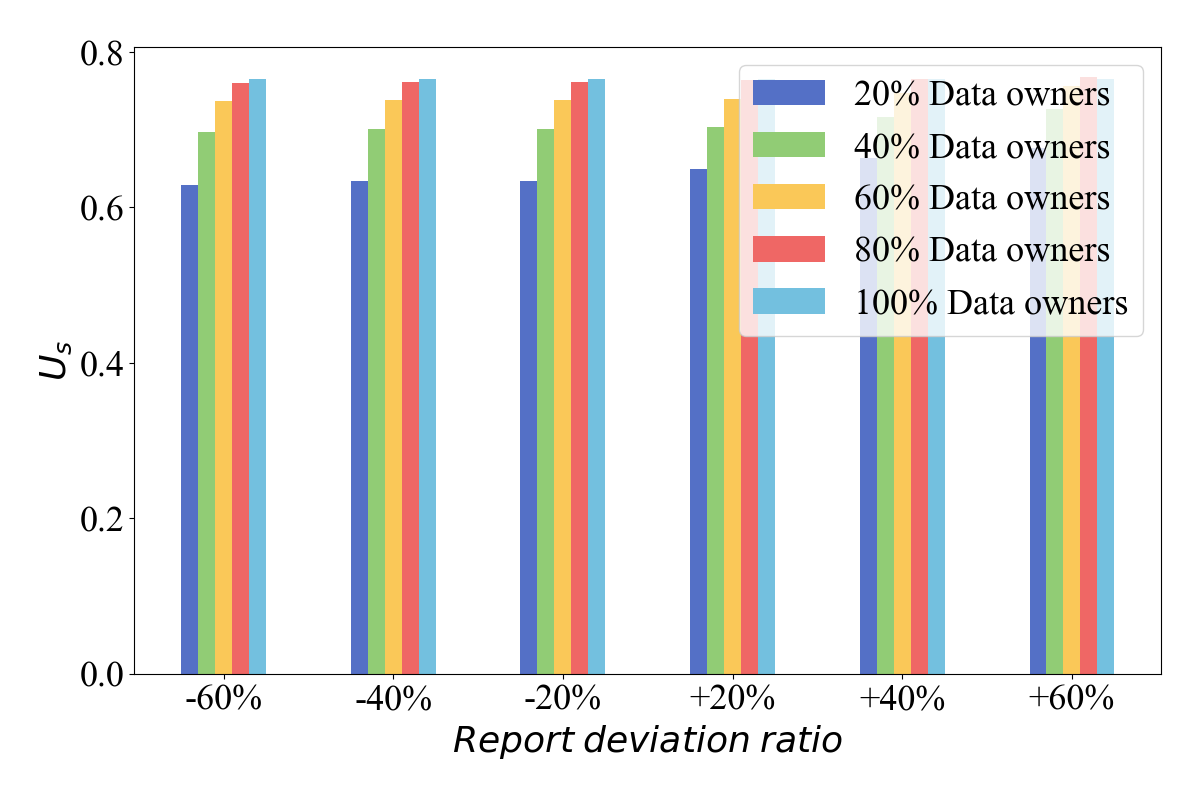 0.8
0.6
0.4
0.2
0.0
U_s
20% Data owners
40% Data owners
60% Data owners
80% Data owners
100% Data owners
-60% -40% -20% +20% +40% +60%
Report deviation ratio